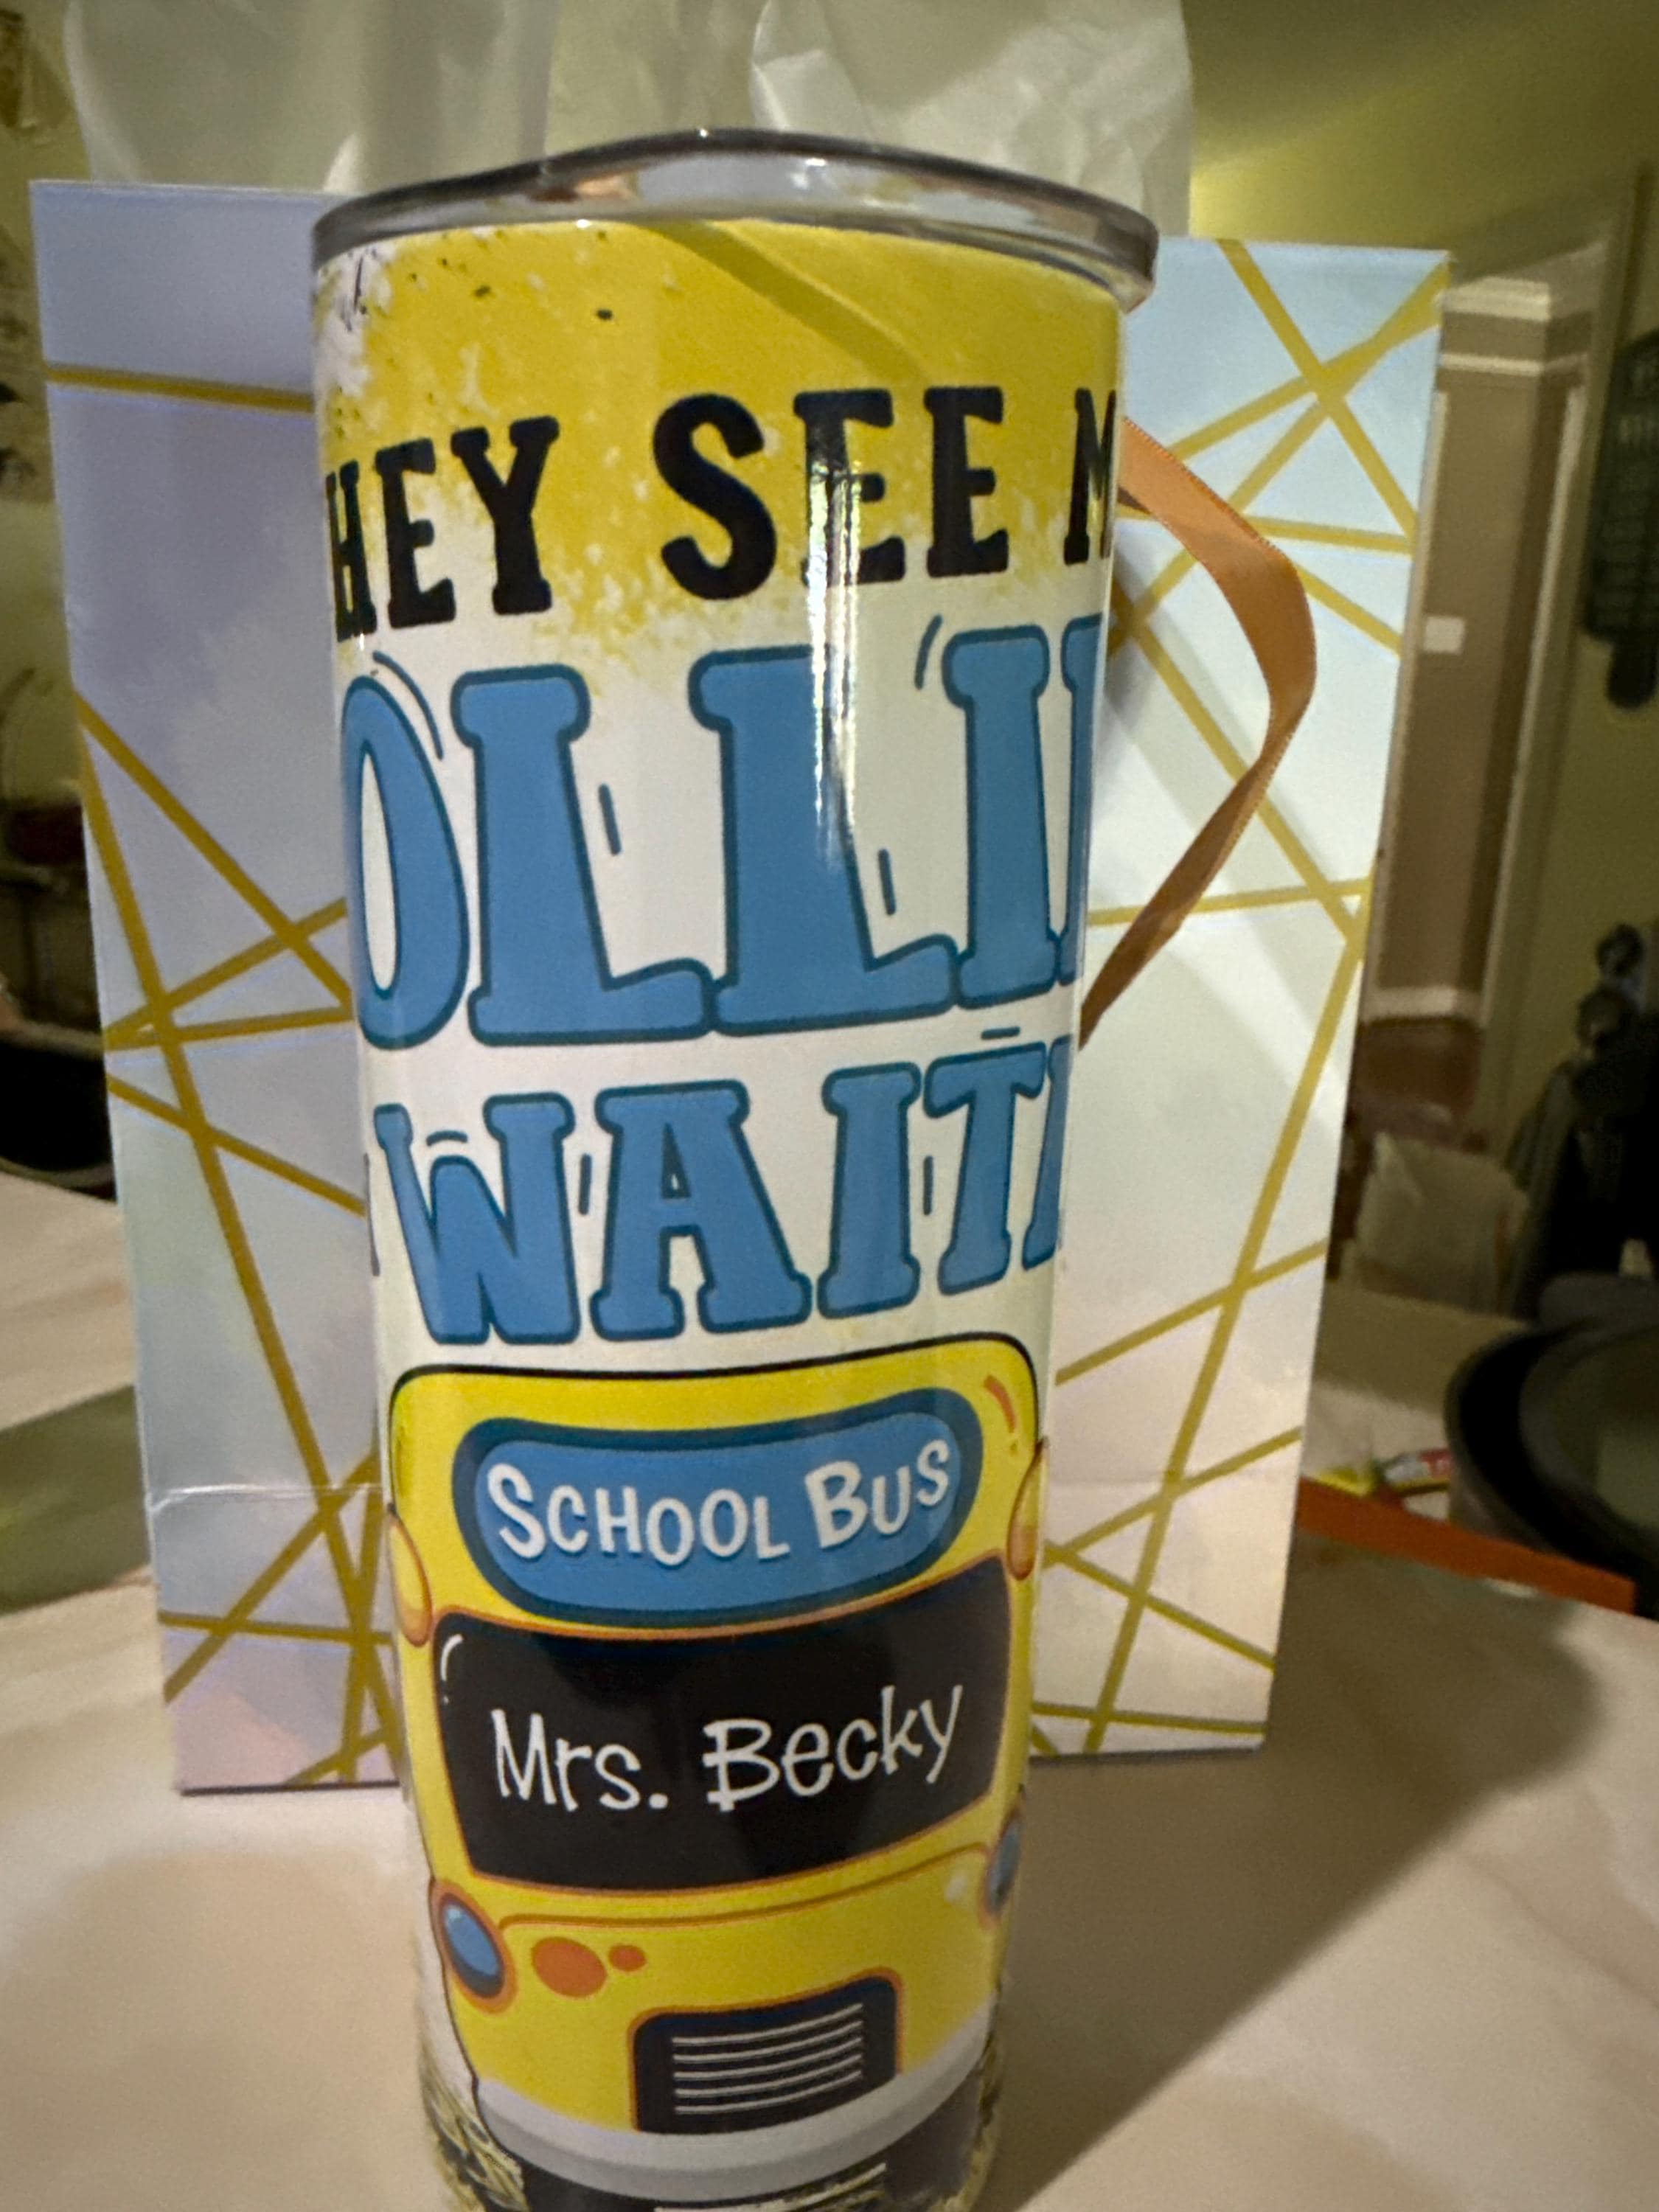 HEY SEE M
OLLI
WAIT
SCHOOL BUS
Mrs. Becky